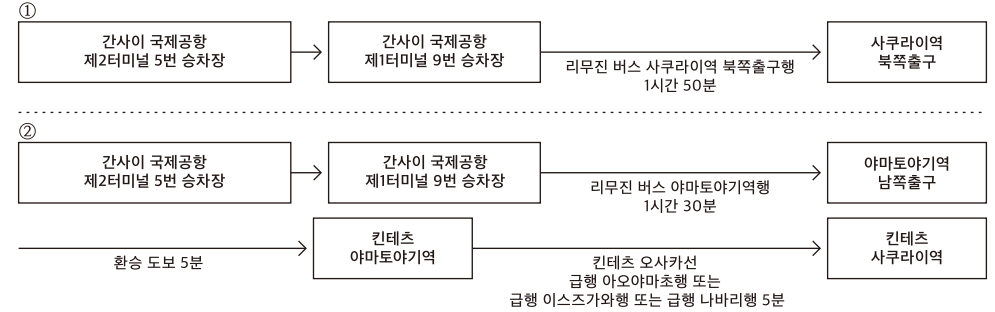 ①
간사이 국제공항
제2터미널 5번 승차장
간사이 국제공항
제1터미널 9번 승차장
리무진 버스 사쿠라이역 북쪽출구행
1시간 50분
사쿠라이역
북쪽출구
②
간사이 국제공항
제2터미널 5번 승차장
간사이 국제공항
제1터미널 9번 승차장
리무진 버스 야마토야기역행
1시간 30분
야마토야기역
남쪽출구
환승 도보 5분
킨테츠
야마토야기역
킨테츠 오사카선
급행 아오야마초행 또는
급행 이스즈가와행 또는 급행 나바리행 5분
킨테츠
사쿠라이역